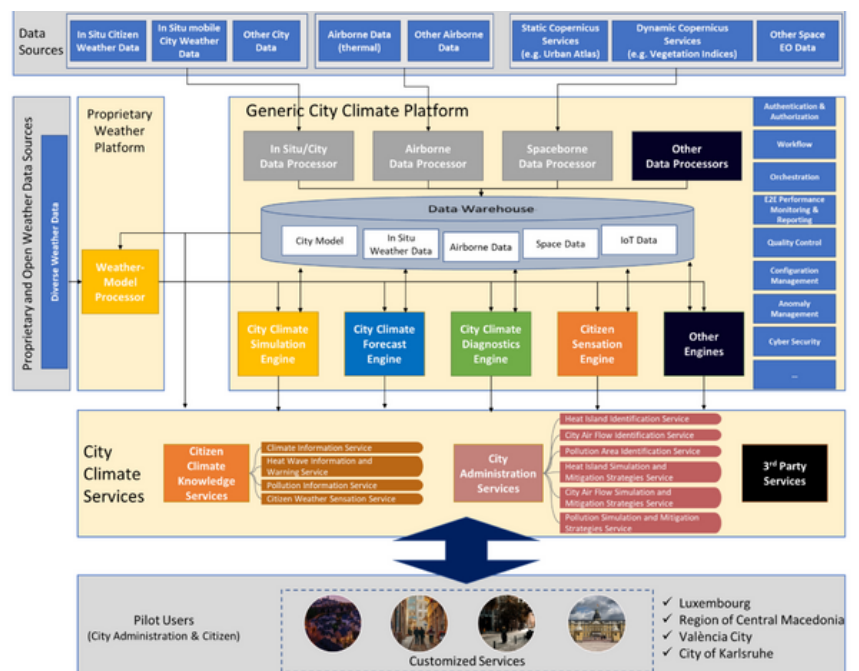 Data
Sources
In Situ Citizen
Weather Data
In Situ mobile
City Weather
Data
Other City
Data
Airborne Data
(thermal)
Other Airborne
Data
Static Copernicus
Services
(e.g. Urban Atlas)
Dynamic Copernicus
Services
(e.g. Vegetation Indices)
Other Space
EO Data
Proprietary and Open Weather Data Sources
Diverse Weather Data
Proprietary
Weather
Platform
Weather-
Model
Processor
Generic City Climate Platform
In Situ/City
Data Processor
Airborne
Data Processor
Spaceborne
Data Processor
Other
Data Processors
Data Warehouse
City Model
In Situ
Weather Data
Airborne Data
Space Data
IoT Data
City Climate
Simulation
Engine
City Climate
Forecast
Engine
City Climate
Diagnostics
Engine
Citizen
Sensation
Engine
Other
Engines
Authentication &
Authorization
Workflow
Orchestration
E2E Performance
Monitoring &
Reporting
Quality Control
Configuration
Management
Anomaly
Management
Cyber Security
...
City
Climate
Services
Citizen
Climate
Knowledge
Services
Climate Information Service
Heat Wave Information and
Warning Service
Pollution Information Service
Citizen Weather Sensation Service
City
Administration
Services
Heat Island Identification Service
City Air Flow Identification Service
Pollution Area Identification Service
Heat Island Simulation and
Mitigation Strategies Service
City Air Flow Simulation and
Mitigation Strategies Service
Pollution Simulation and Mitigation
Strategies Service
3rd Party
Services
Pilot Users
(City Administration & Citizen)
Customized Services
✓ Luxembourg
✓ Region of Central Macedonia
✓ València City
✓ City of Karlsruhe